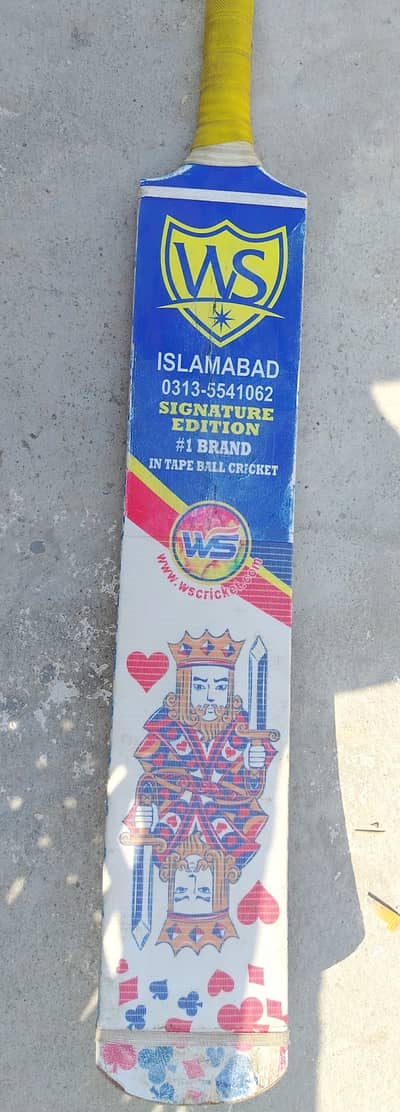 WS
ISLAMABAD
0313-5541062
SIGNATURE
EDITION
#1 BRAND
IN TAPE BALL CRICKET
WS
www.wscricket.com